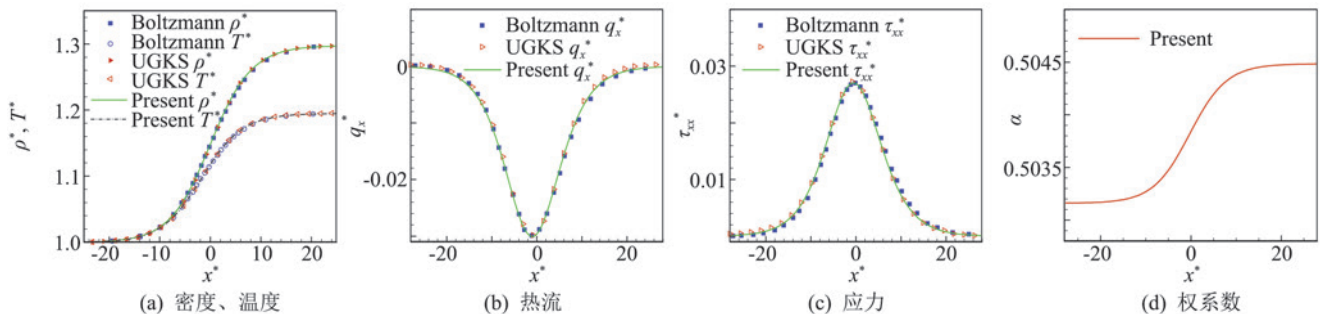 Boltzmann ρ*
Boltzmann T*
UGKS ρ*
UGKS T*
Present ρ*
Present T*
1.3
1.2
1.1
1.0
ρ*, T*
-20 -10 0 10 20
x*
(a) 密度、温度
Boltzmann qₓ*
UGKS qₓ*
Present qₓ*
0
-0.02
qₓ*
-20 0 20
x*
(b) 热流
Boltzmann τₓₓ*
UGKS τₓₓ*
Present τₓₓ*
0.03
0.01
τₓₓ*
-20 0 20
x*
(c) 应力
Present
0.5045
0.5035
α
-20 0 20
x*
(d) 权系数